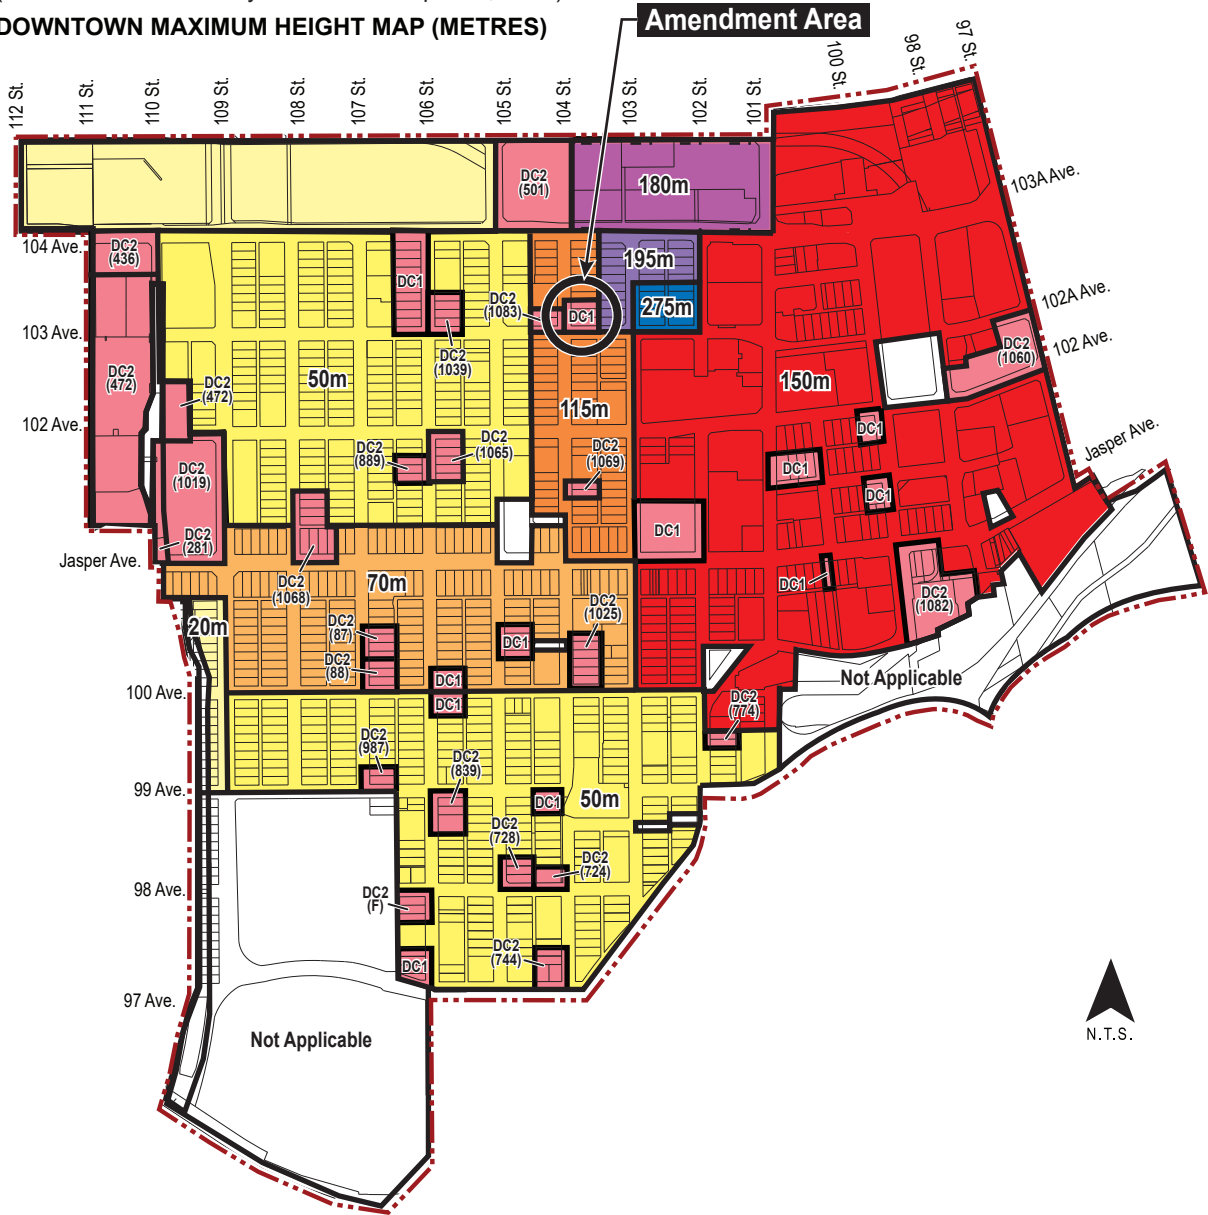 DOWNTOWN MAXIMUM HEIGHT MAP (METRES)
Amendment Area
112 St.
111 St.
110 St.
109 St.
108 St.
107 St.
106 St.
105 St.
104 St.
103 St.
102 St.
101 St.
100 St.
98 St.
97 St.
103A Ave.
DC2
(501)
180m
104 Ave.
DC2
(436)
DC1
195m
DC2
(1083)
DC1
275m
102A Ave.
103 Ave.
DC2
(1039)
DC2
(1060)
102 Ave.
DC2
(472)
DC2
(472)
50m
150m
115m
102 Ave.
DC1
Jasper Ave.
DC2
(889)
DC2
(1065)
DC2
(1069)
DC1
DC2
(1019)
DC1
DC1
DC2
(281)
Jasper Ave.
DC2
(1068)
70m
DC1
DC2
(1082)
20m
DC2
(87)
DC2
(1025)
DC1
DC2
(88)
DC1
Not Applicable
100 Ave.
DC1
DC2
(774)
DC2
(987)
DC2
(839)
99 Ave.
DC1
50m
DC2
(728)
DC2
(724)
98 Ave.
DC2
(F)
DC2
(744)
DC1
97 Ave.
Not Applicable
N.T.S.